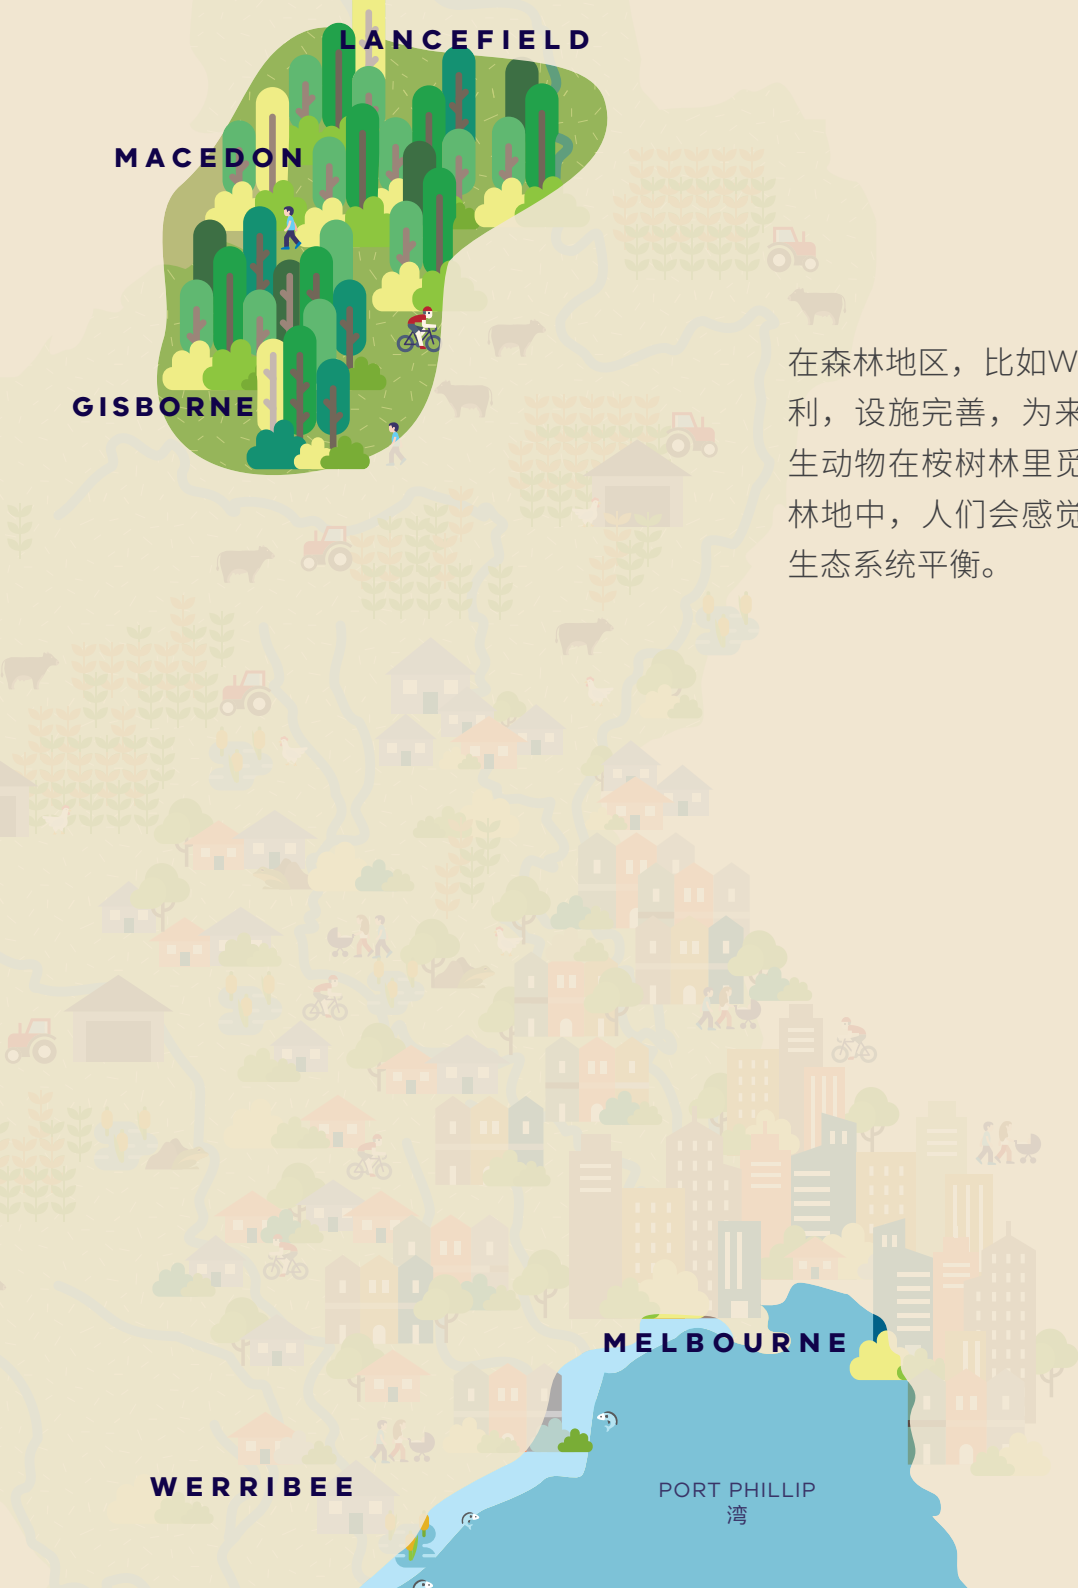 LANCEFIELD
MACEDON
GISBORNE
在森林地区，比如W
利，设施完善，为来
生动物在桉树林里觅
林地中，人们会感觉
生态系统平衡。
MELBOURNE
WERRIBEE
PORT PHILLIP
湾